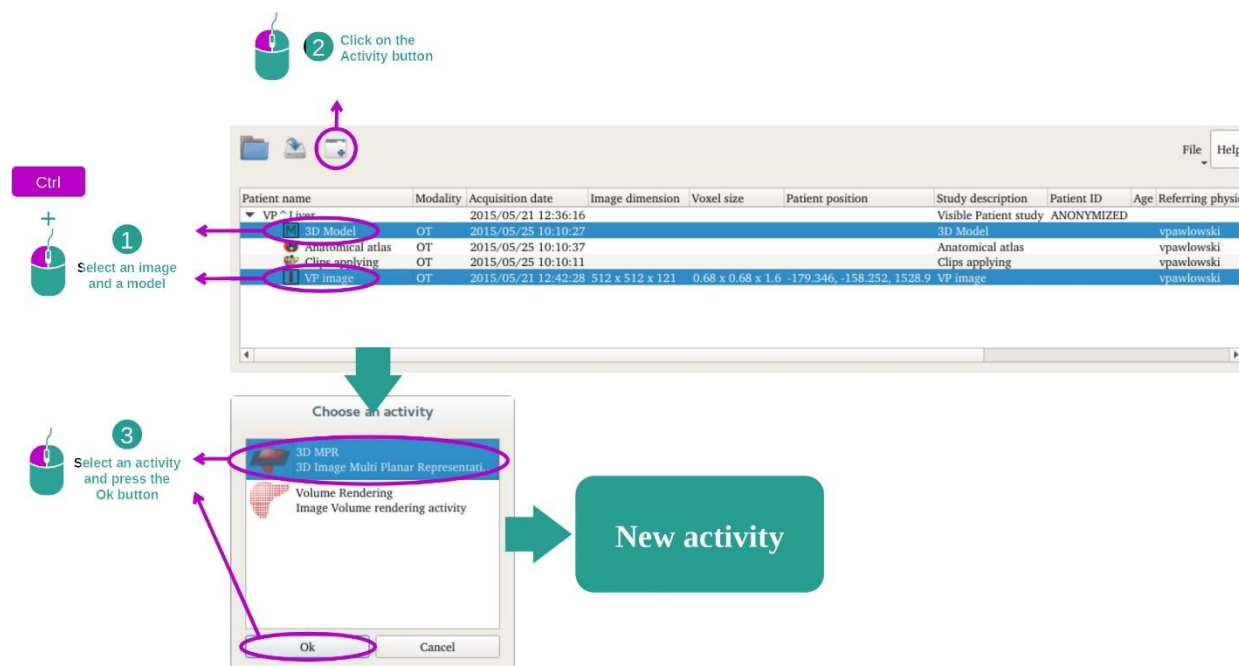 2
Click on the
Activity button
File Help
Ctrl
+
1
Select an image
and a model
Patient name Modality Acquisition date Image dimension Voxel size Patient position Study description Patient ID Age Referring physic
VP^Liver 2015/05/21 12:36:16 Visible Patient study ANONYMIZED
M 3D Model OT 2015/05/25 10:10:27 3D Model vpawlowski
Anatomical atlas OT 2015/05/25 10:10:37 Anatomical atlas vpawlowski
Clips applying OT 2015/05/25 10:10:11 Clips applying vpawlowski
I VP image OT 2015/05/21 12:42:28 512 x 512 x 121 0.68 x 0.68 x 1.6 -179.346, -158.252, 1528.9 VP image vpawlowski
Choose an activity
3
Select an activity
and press the
Ok button
3D MPR
3D Image Multi Planar Representati..
Volume Rendering
Image Volume rendering activity
Ok Cancel
New activity